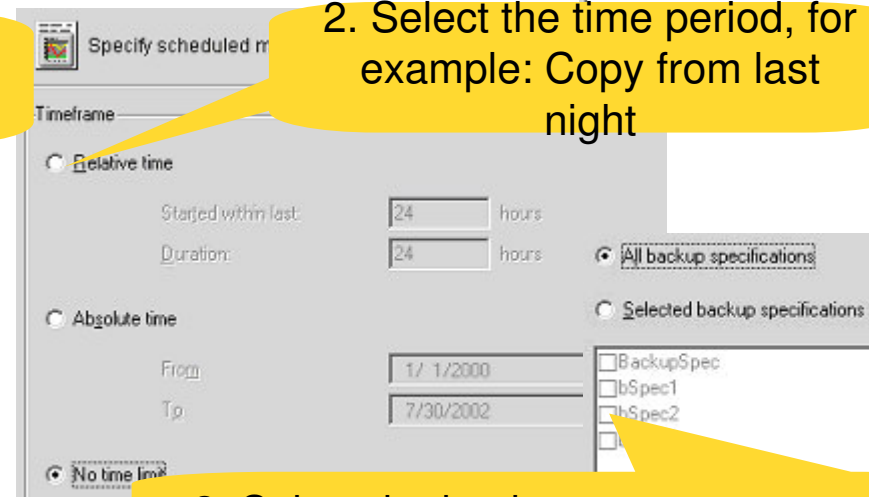 2. Select the time period, for
example: Copy from last
night
Specify scheduled m
Timeframe
Relative time
Started within last: 24 hours
Duration: 24 hours
All backup specifications
Absolute time
Selected backup specifications
From 1/ 1/2000
To 7/30/2002
BackupSpec
bSpec1
bSpec2
No time limit